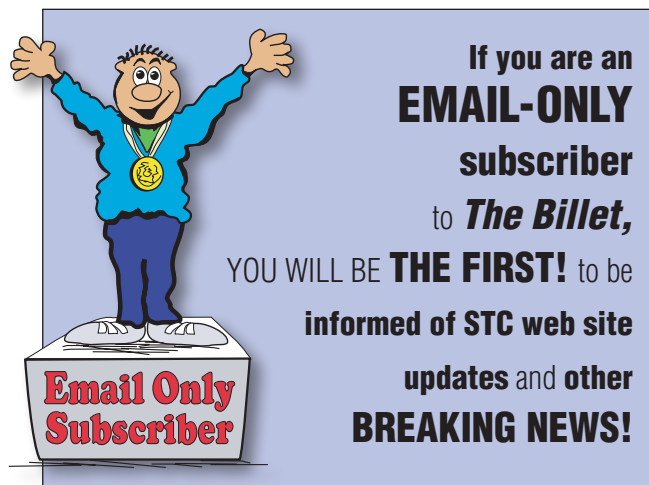 If you are an
EMAIL-ONLY
subscriber
to The Billet,
YOU WILL BE THE FIRST! to be
informed of STC web site
updates and other
BREAKING NEWS!
Email Only
Subscriber